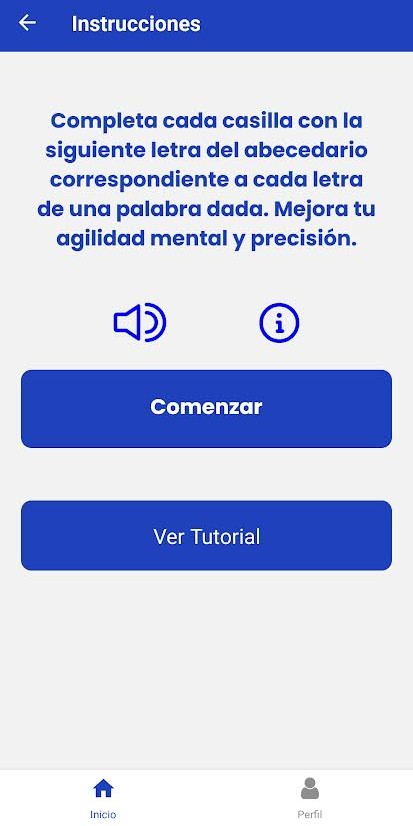 Instrucciones
Completa cada casilla con la
siguiente letra del abecedario
correspondiente a cada letra
de una palabra dada. Mejora tu
agilidad mental y precisión.
Comenzar
Ver Tutorial
Inicio
Perfil